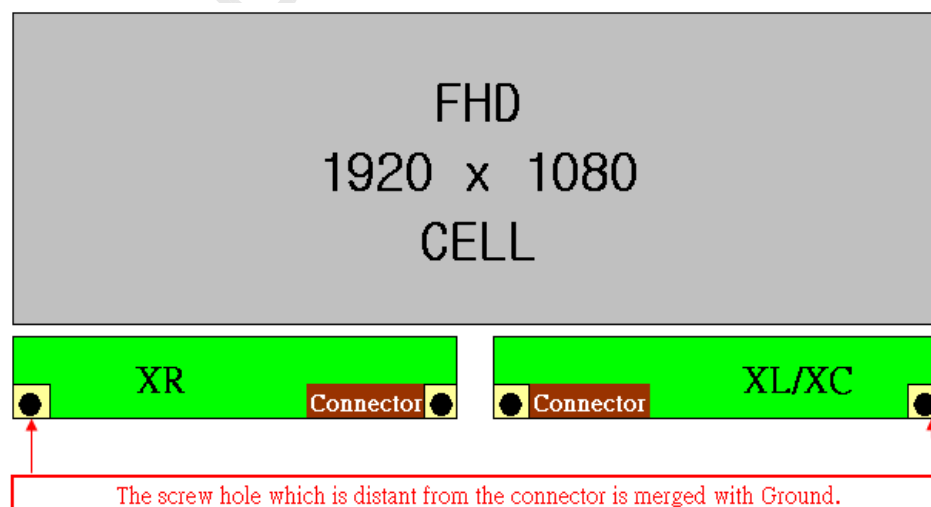 FHD
1920 x 1080
CELL
XR
XL/XC
Connector
Connector
The screw hole which is distant from the connector is merged with Ground.